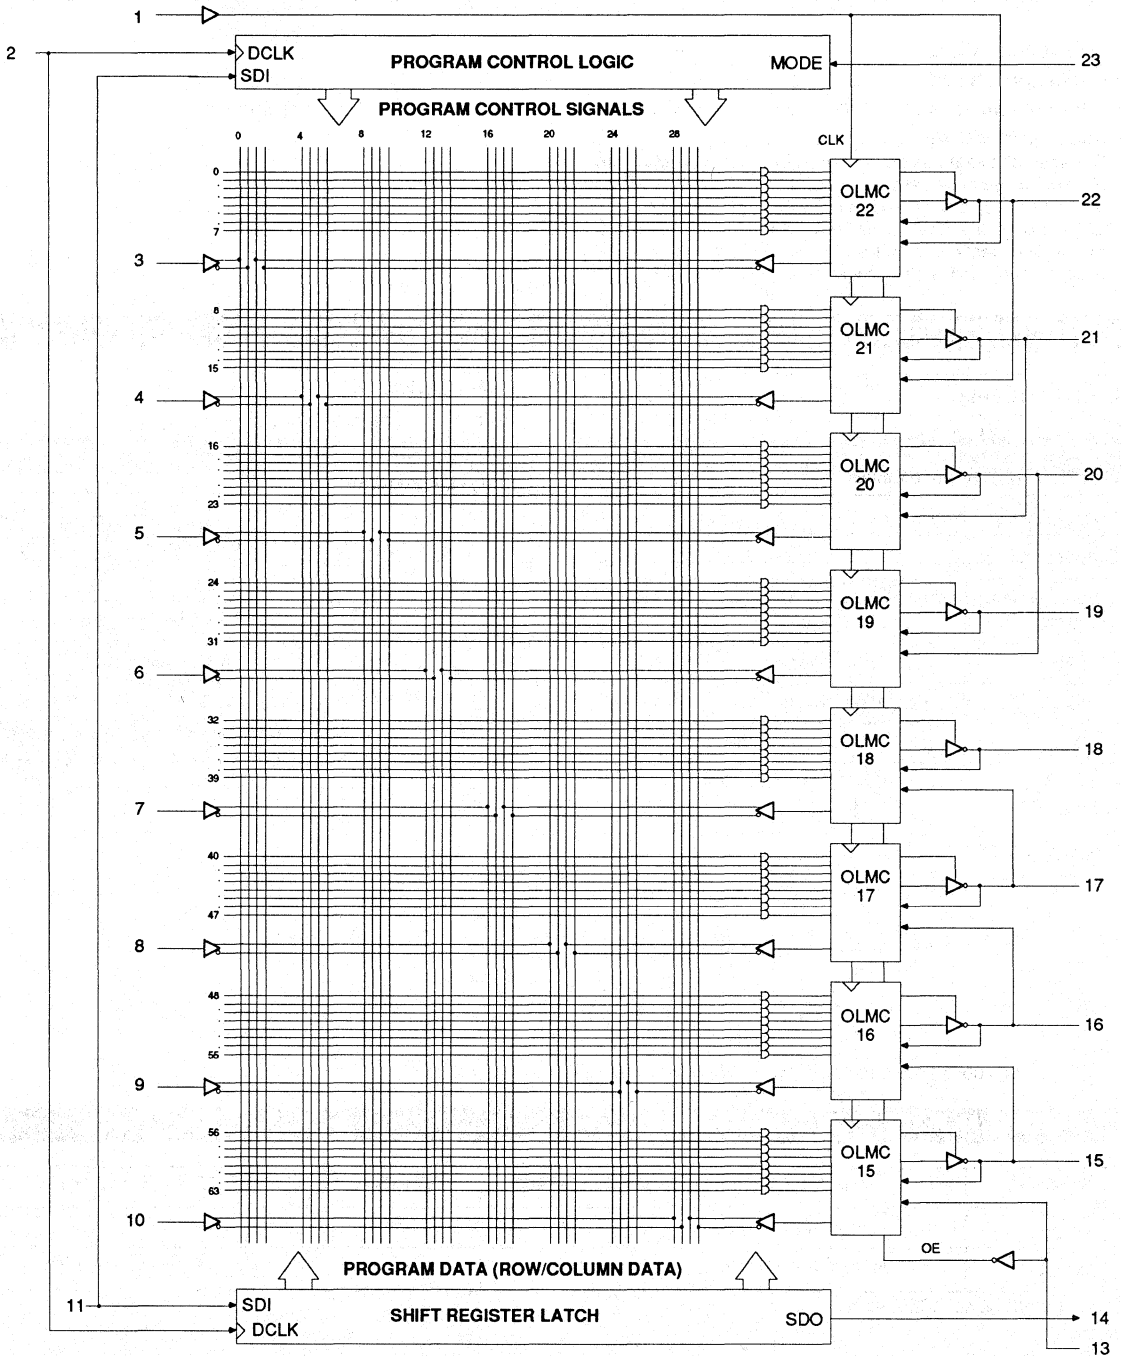 1
2
DCLK
SDI
PROGRAM CONTROL LOGIC
MODE
23
PROGRAM CONTROL SIGNALS
0 4 8 12 16 20 24 28
CLK
0
7
OLMC
22
22
3
8
15
OLMC
21
21
4
16
23
OLMC
20
20
5
24
31
OLMC
19
19
6
32
39
OLMC
18
18
7
40
47
OLMC
17
17
8
48
55
OLMC
16
16
9
56
63
OLMC
15
15
10
OE
PROGRAM DATA (ROW/COLUMN DATA)
11
SDI
DCLK
SHIFT REGISTER LATCH
SDO
14
13